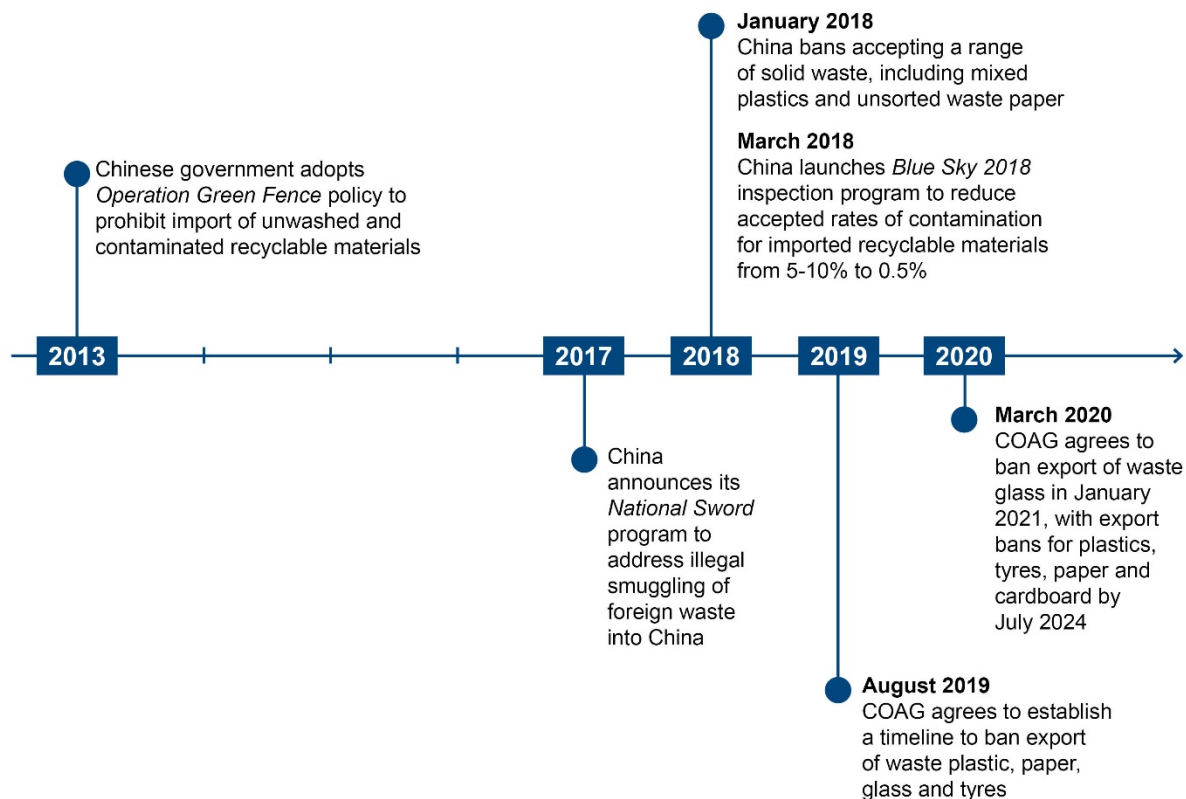 January 2018
China bans accepting a range
of solid waste, including mixed
plastics and unsorted waste paper
March 2018
China launches Blue Sky 2018
inspection program to reduce
accepted rates of contamination
for imported recyclable materials
from 5-10% to 0.5%
Chinese government adopts
Operation Green Fence policy to
prohibit import of unwashed and
contaminated recyclable materials
2013
2017
2018
2019
2020
China
announces its
National Sword
program to
address illegal
smuggling of
foreign waste
into China
March 2020
COAG agrees to
ban export of waste
glass in January
2021, with export
bans for plastics,
tyres, paper and
cardboard by
July 2024
August 2019
COAG agrees to establish
a timeline to ban export
of waste plastic, paper,
glass and tyres